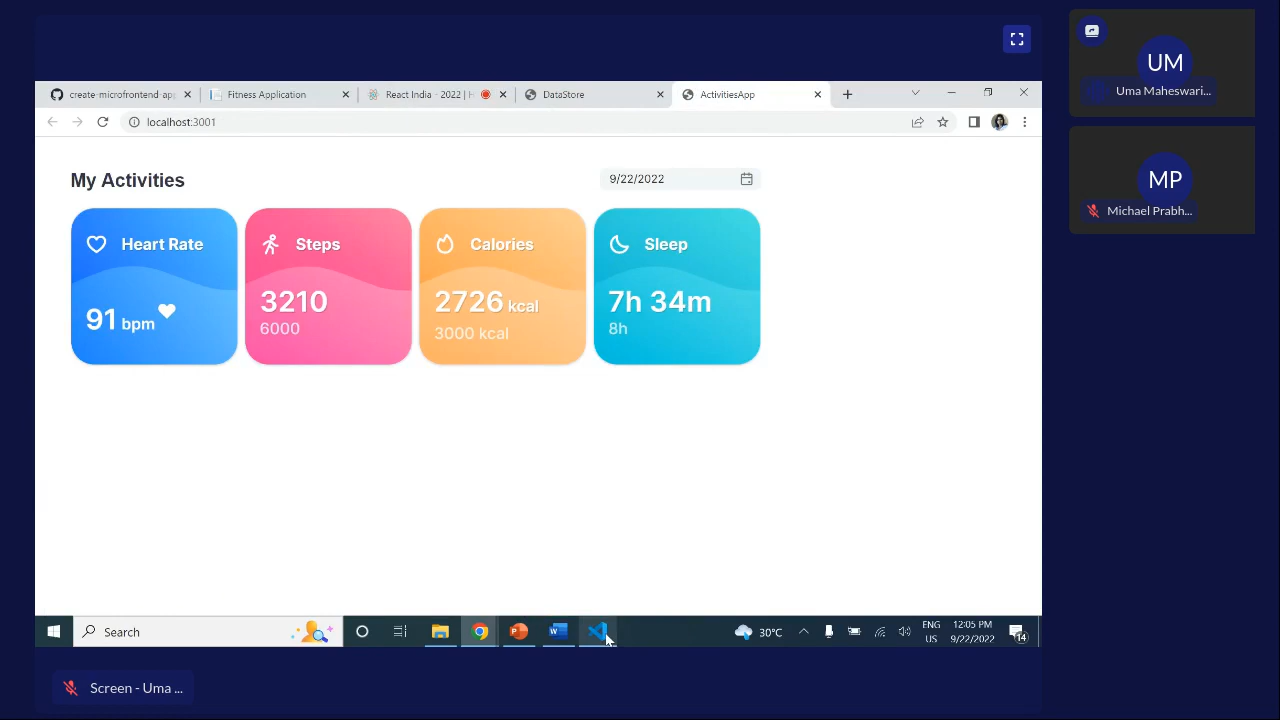 create-microfrontend-app
Fitness Application
React India - 2022 | H
DataStore
ActivitiesApp
localhost:3001
My Activities
9/22/2022
Heart Rate
91 bpm
Steps
3210
6000
Calories
2726 kcal
3000 kcal
Sleep
7h 34m
8h
Search
30°C
ENG
US
12:05 PM
9/22/2022
14
Screen - Uma ...
UM
Uma Maheswari...
MP
Michael Prabh...